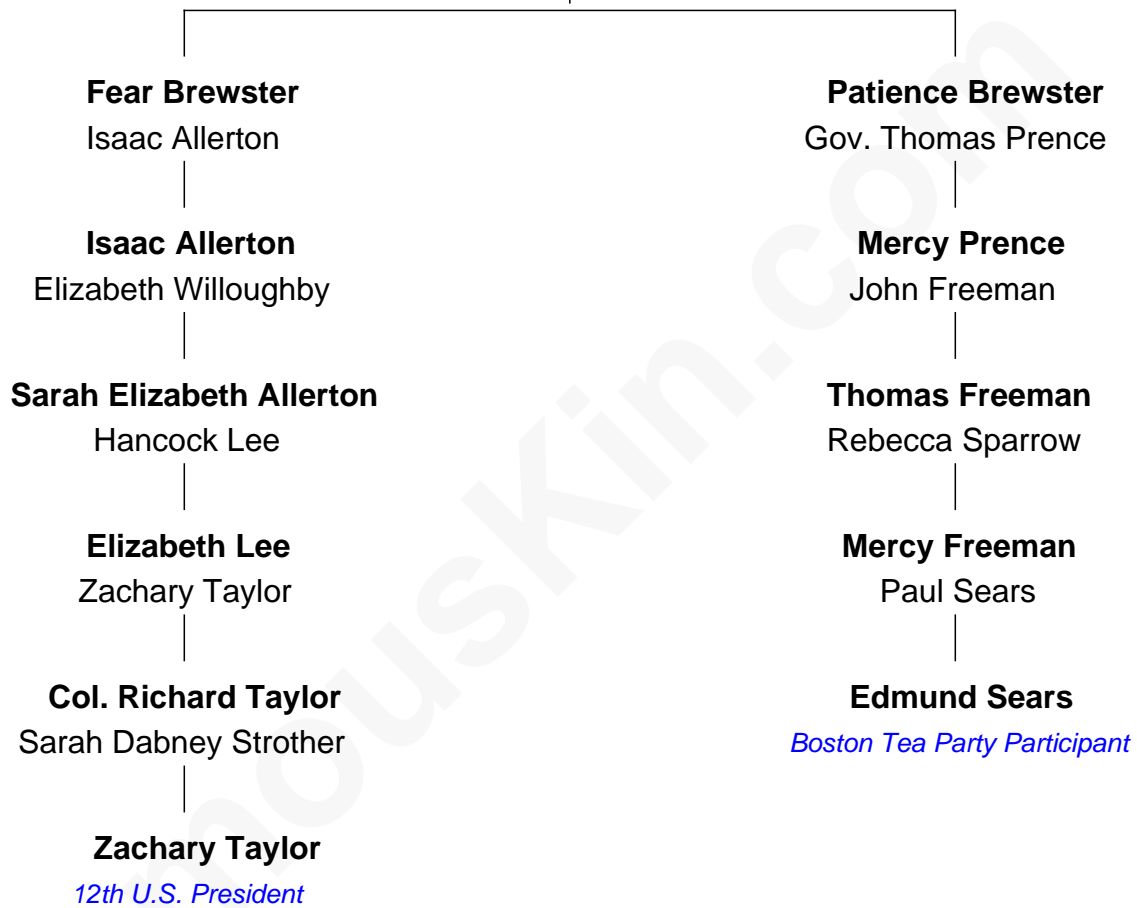 Fear Brewster
Isaac Allerton
Patience Brewster
Gov. Thomas Prence
Isaac Allerton
Elizabeth Willoughby
Mercy Prence
John Freeman
Sarah Elizabeth Allerton
Hancock Lee
Thomas Freeman
Rebecca Sparrow
Elizabeth Lee
Zachary Taylor
Mercy Freeman
Paul Sears
Col. Richard Taylor
Sarah Dabney Strother
Edmund Sears
Boston Tea Party Participant
Zachary Taylor
12th U.S. President
mouskin.com